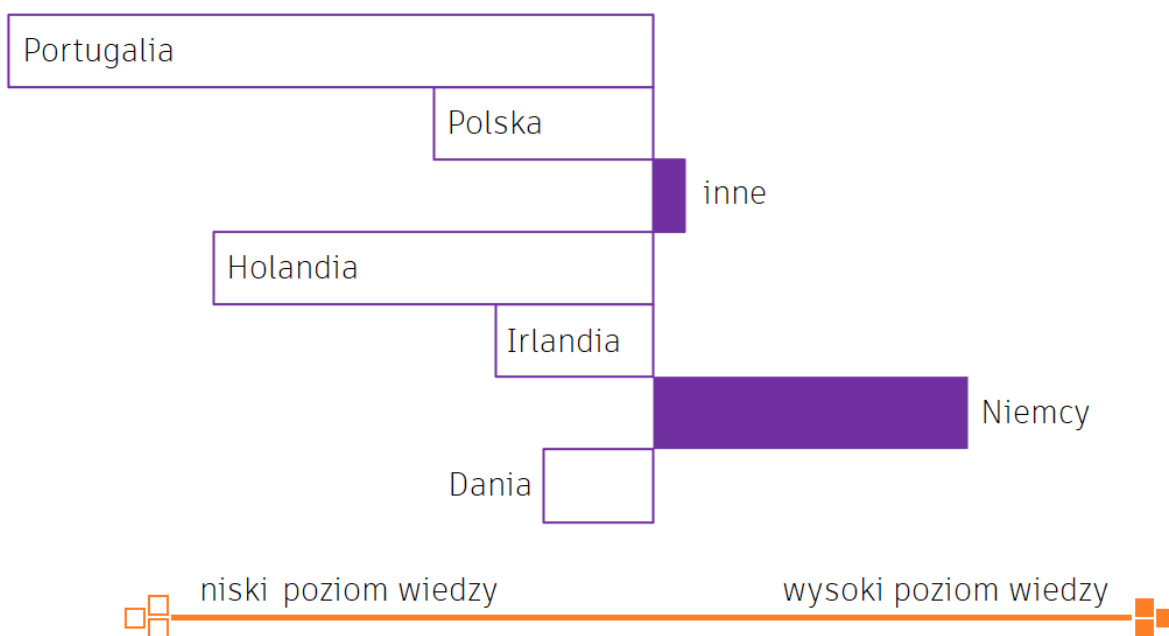 Portugalia
Polska
inne
Holandia
Irlandia
Niemcy
Dania
niski poziom wiedzy
wysoki poziom wiedzy